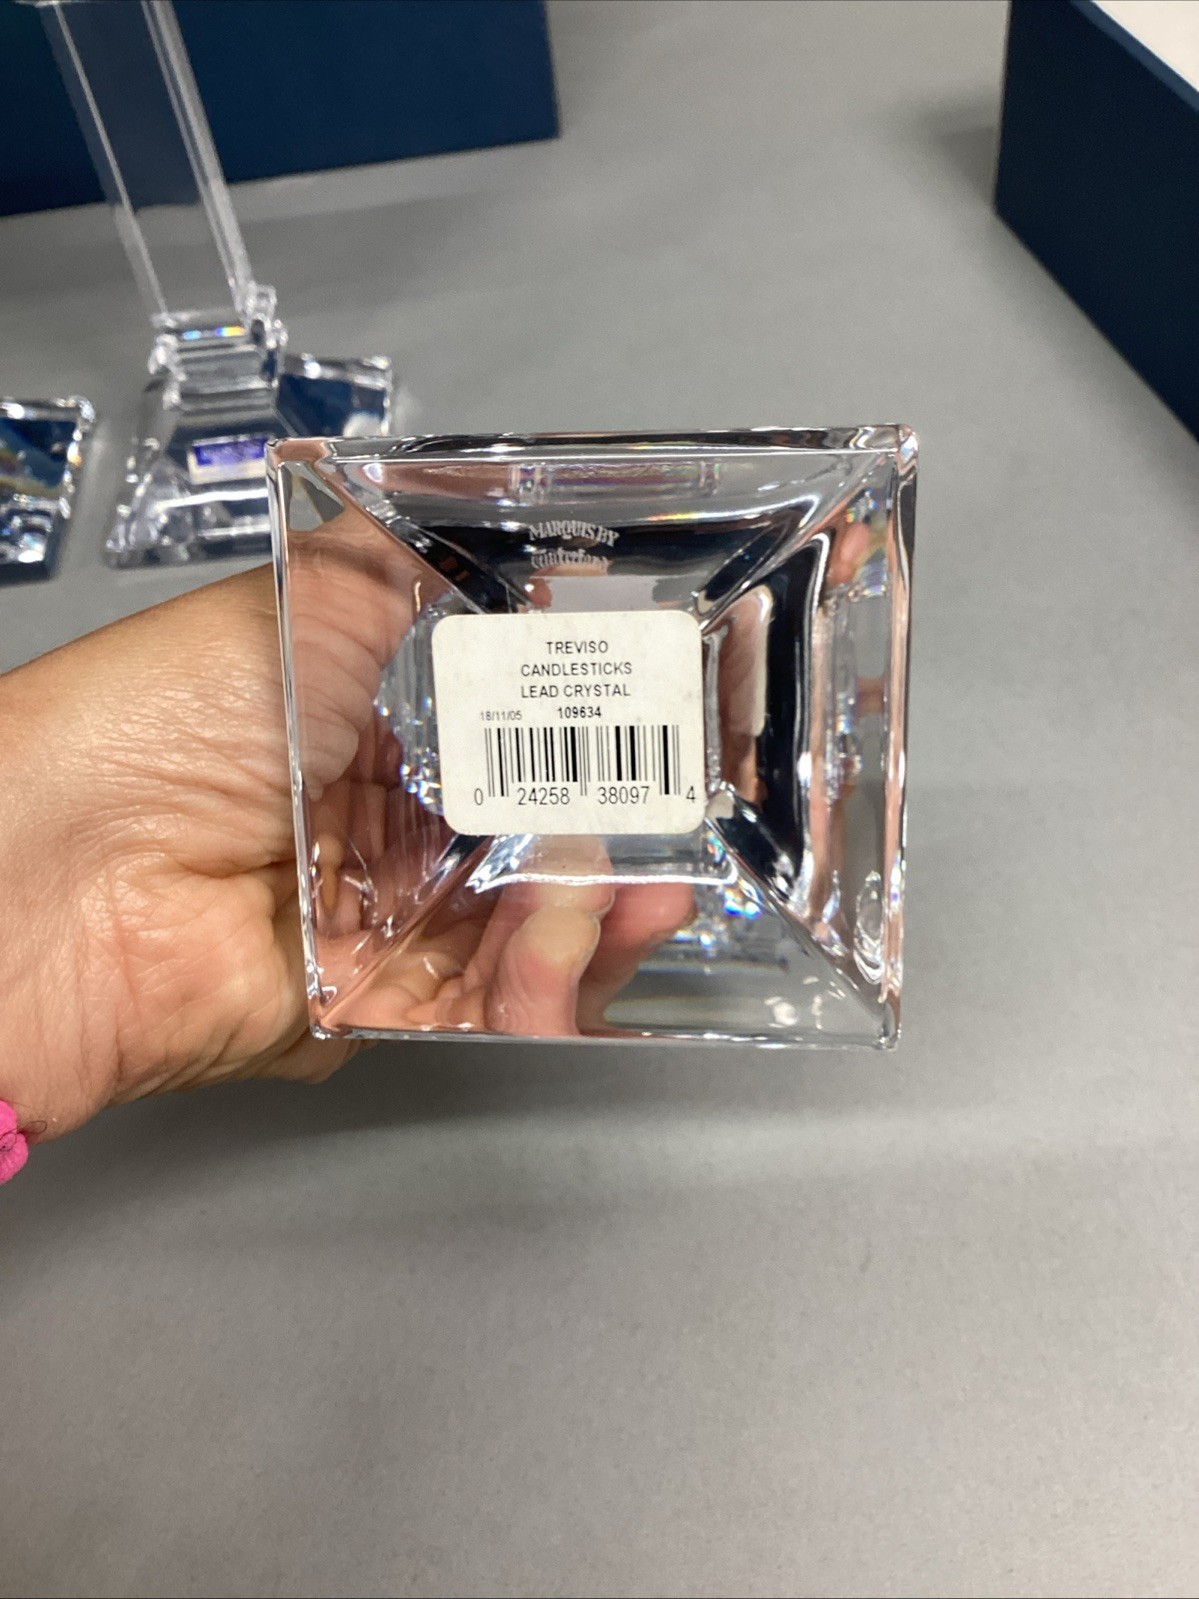 MARQUIS BY
Waterford
TREVISO
CANDLESTICKS
LEAD CRYSTAL
18/11/05 109634
0 24258 38097 4